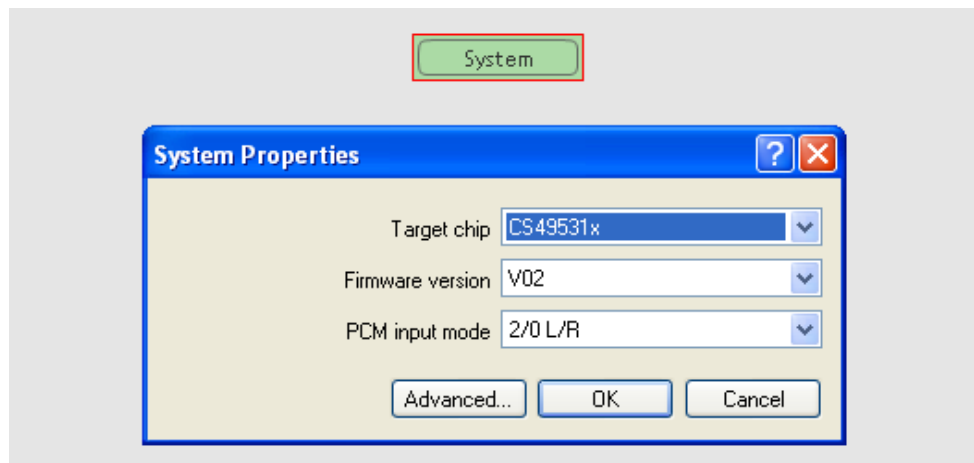 System
System Properties
?
Target chip CS49531x
Firmware version V02
PCM input mode 2/0 L/R
Advanced... OK Cancel